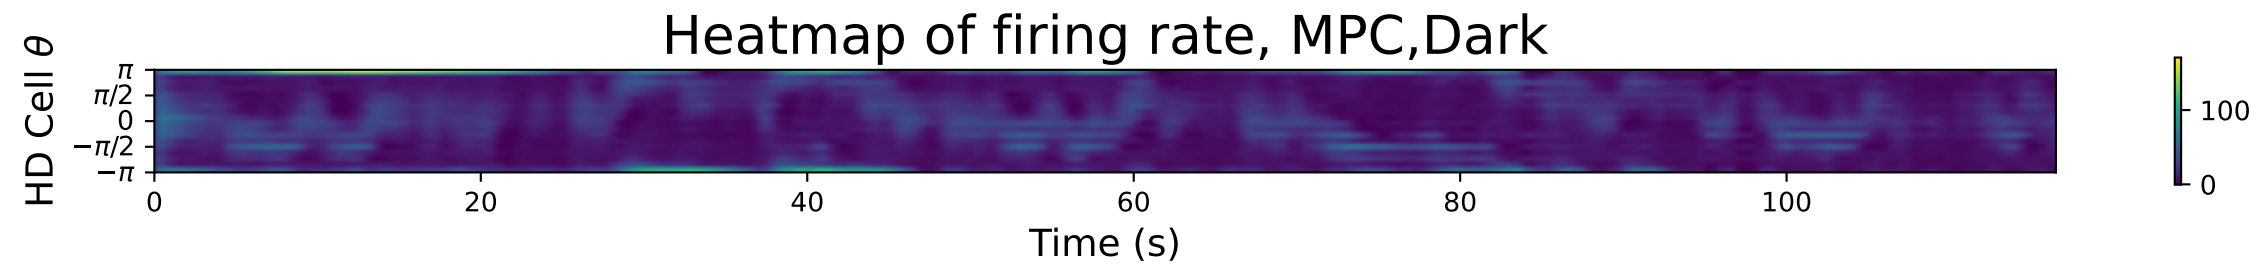 Heatmap of firing rate, MPC,Dark
HD Cell θ
π
π/2
0
−π/2
−π
0 20 40 60 80 100
Time (s)
100
0